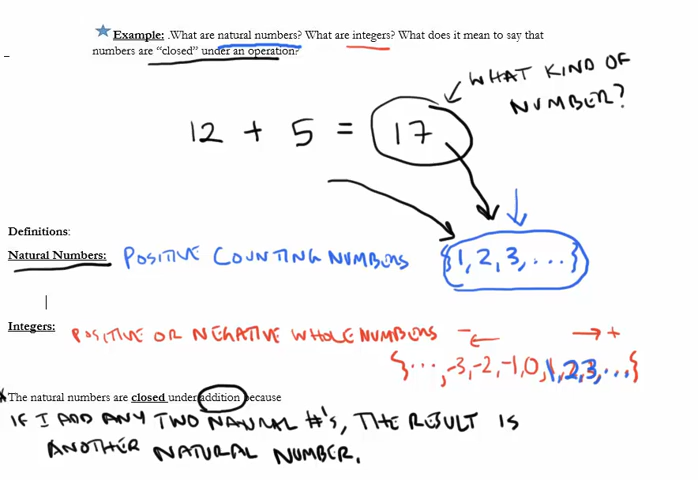 Example: .What are natural numbers? What are integers? What does it mean to say that
numbers are "closed" under an operation?
WHAT KIND OF
NUMBER?
12 + 5 = 17
Definitions:
Natural Numbers: POSITIVE COUNTING NUMBERS {1, 2, 3, ...}
Integers: POSITIVE OR NEGATIVE WHOLE NUMBERS - ← → +
{..., -3, -2, -1, 0, 1, 2, 3, ...}
The natural numbers are closed under addition because
IF I ADD ANY TWO NATURAL #'s, THE RESULT IS
ANOTHER NATURAL NUMBER.